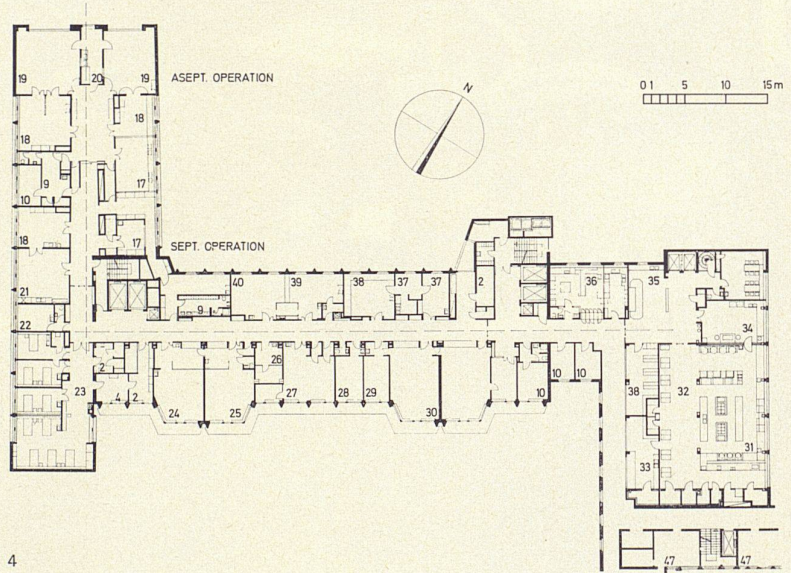 19 20 19 ASEPT. OPERATION
N
0 1 5 10 15 m
18 18
9
10 17
18 17 SEPT. OPERATION
21
40 39 38 37 37 2 36 35
9
22 34
2 26 10 10 38 32
23 4 2 24 25 27 28 29 30 10 31
33
47 47
4